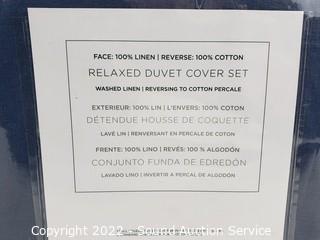 FACE: 100% LINEN | REVERSE: 100% COTTON
RELAXED DUVET COVER SET
WASHED LINEN | REVERSING TO COTTON PERCALE
EXTERIEUR: 100% LIN | L'ENVERS: 100% COTON
DÉTENDUE HOUSSE DE COQUETTE
LAVÉ LIN | RENVERSANT EN PERCALE DE COTON
FRENTE: 100% LINO | REVÉS: 100 % ALGODÓN
CONJUNTO FUNDA DE EDREDÓN
LAVADO LINO | INVERTIR A PERCAL DE ALGODÓN
Copyright 2022 - Sound Auction Service